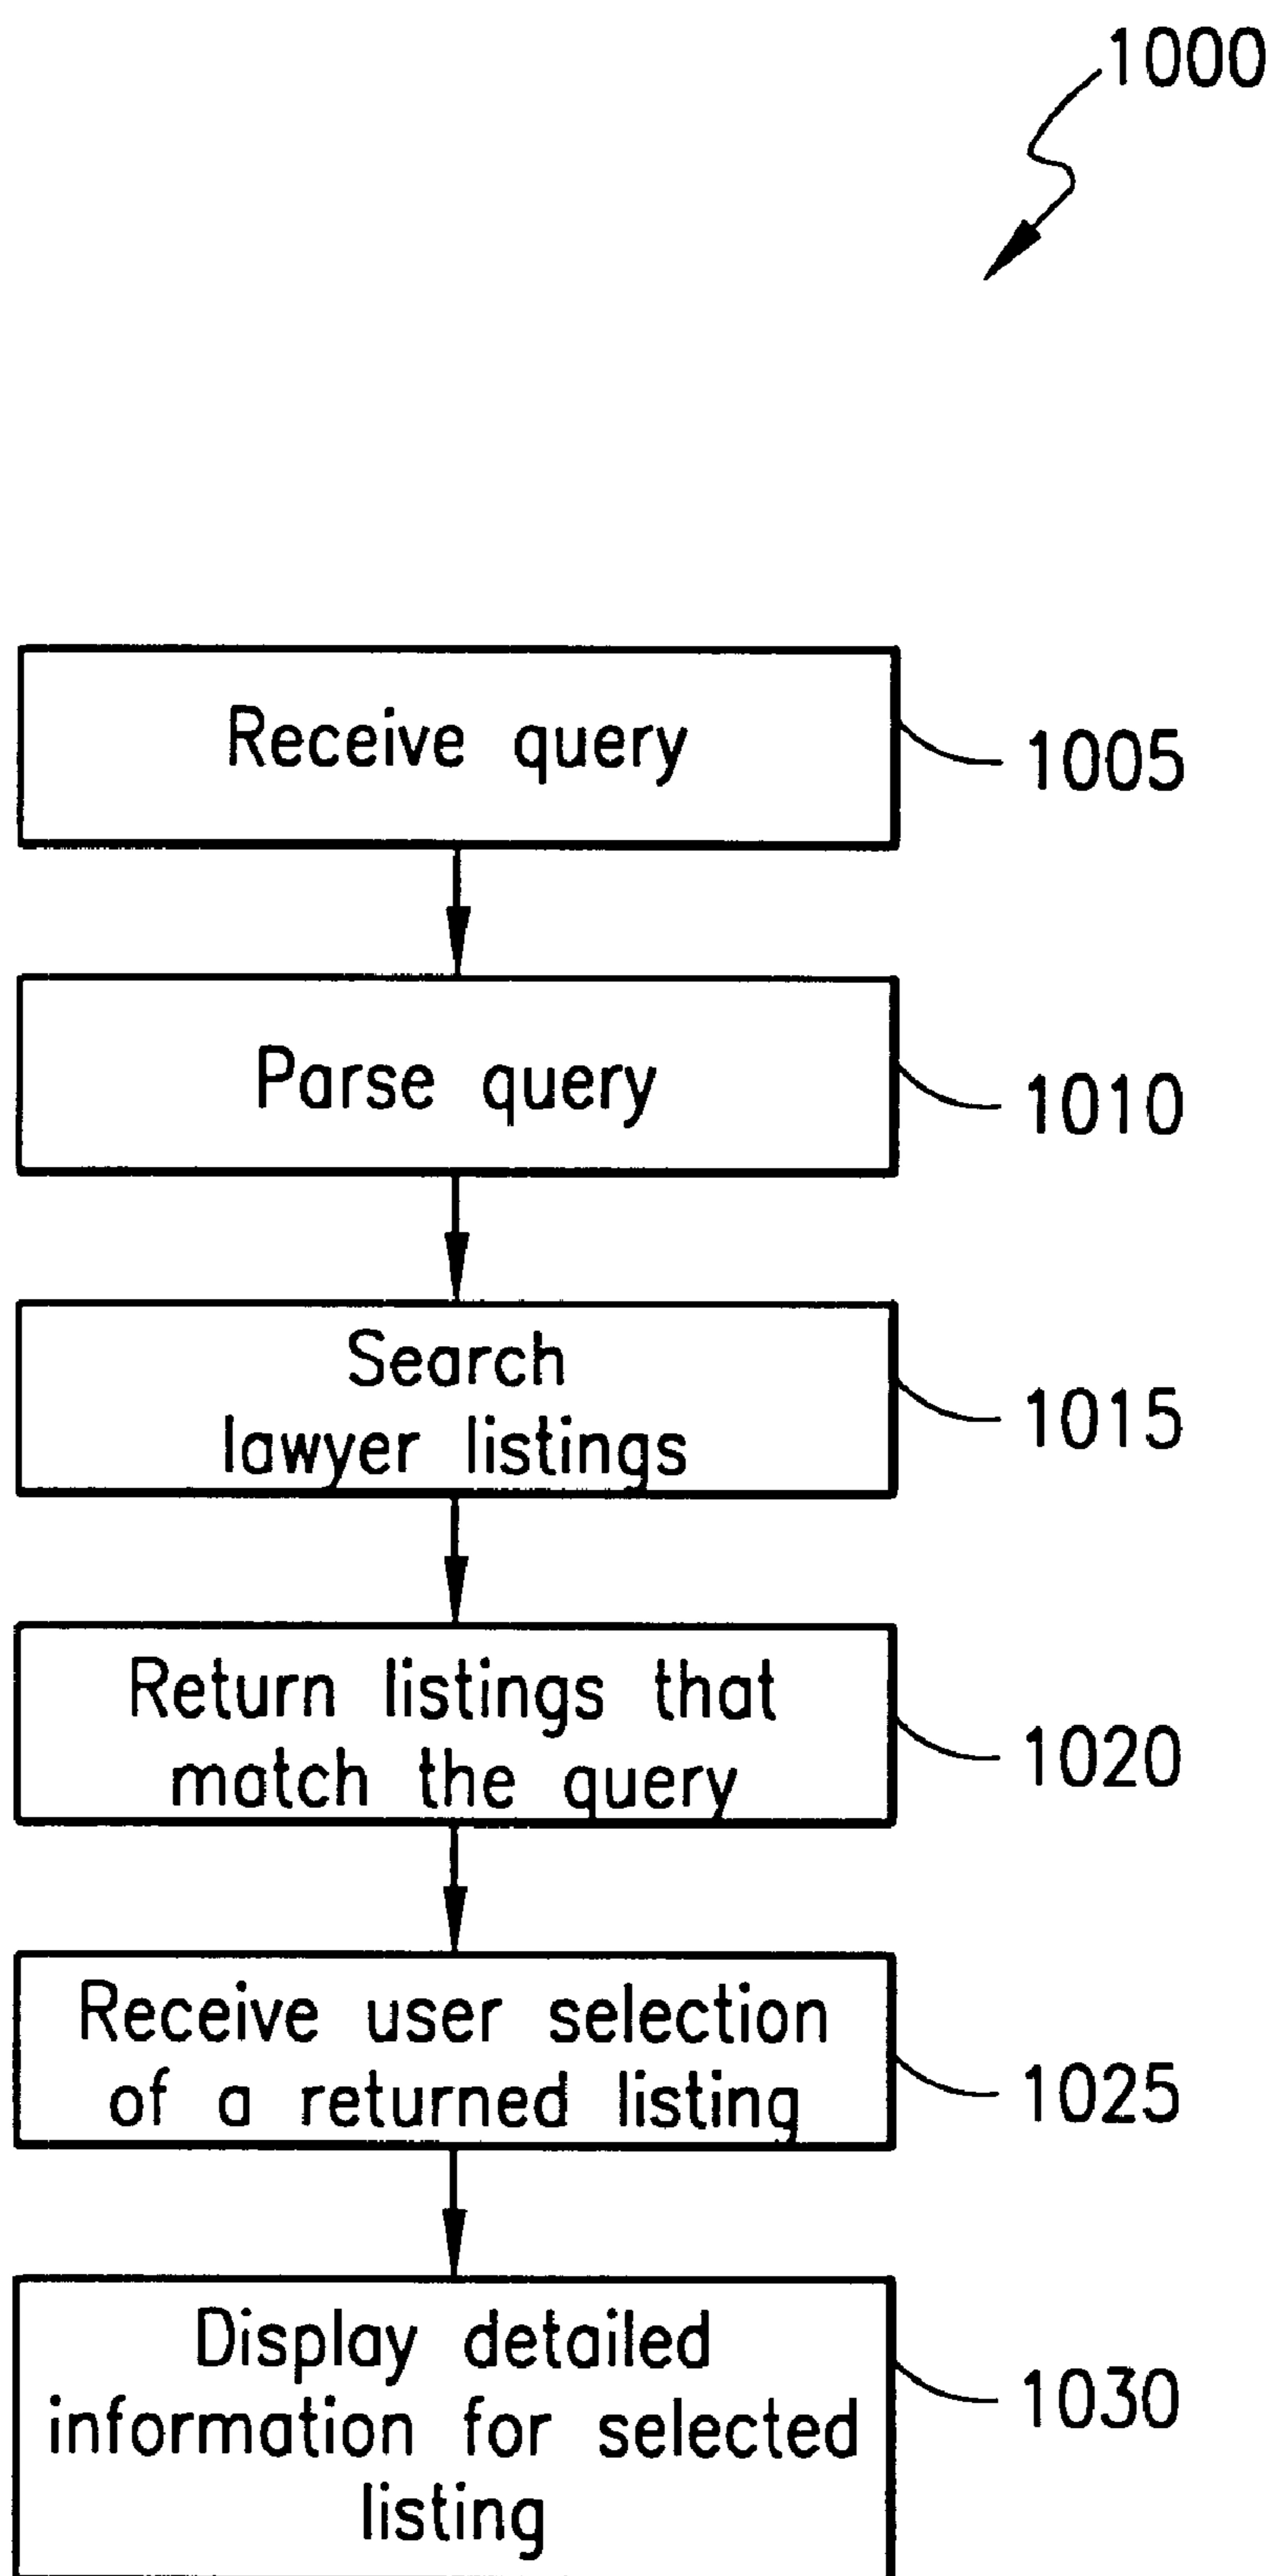 1000
Receive query
1005
Parse query
1010
Search
lawyer listings
1015
Return listings that
match the query
1020
Receive user selection
of a returned listing
1025
Display detailed
information for selected
listing
1030